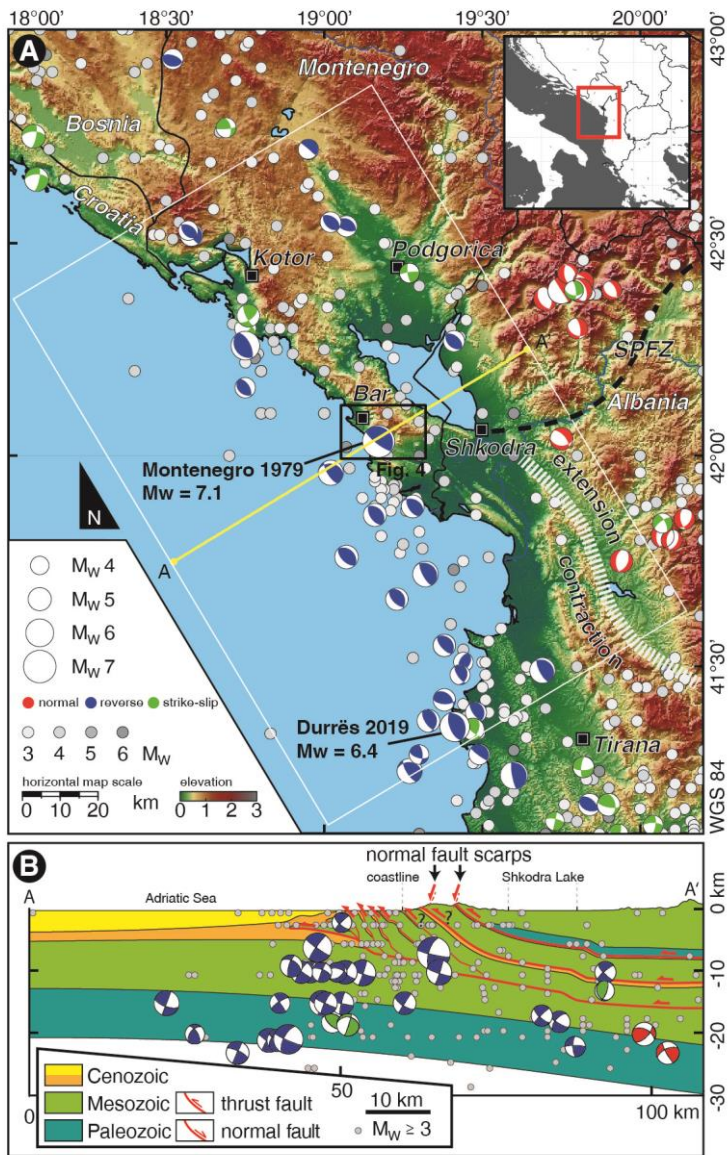 18°00' 18°30' 19°00' 19°30' 20°00'
A
43°00'
Montenegro
Bosnia
Croatia
42°30'
Kotor
Podgorica
SPFZ
A'
Albania
Bar
Shkodra
42°00'
Montenegro 1979
Mw = 7.1
Fig. 4
extension
contraction
N
A
MW 4
MW 5
MW 6
MW 7
41°30'
normal reverse strike-slip
Durrës 2019
Mw = 6.4
Tirana
3 4 5 6 MW
horizontal map scale
0 10 20 km
elevation
0 1 2 3
WGS 84
B
normal fault scarps
A
Adriatic Sea
coastline
Shkodra Lake
A'
0 km
? ?
-10
-20
-30
Cenozoic
Mesozoic
Paleozoic
thrust fault
normal fault
10 km
MW ≥ 3
0
50
100 km